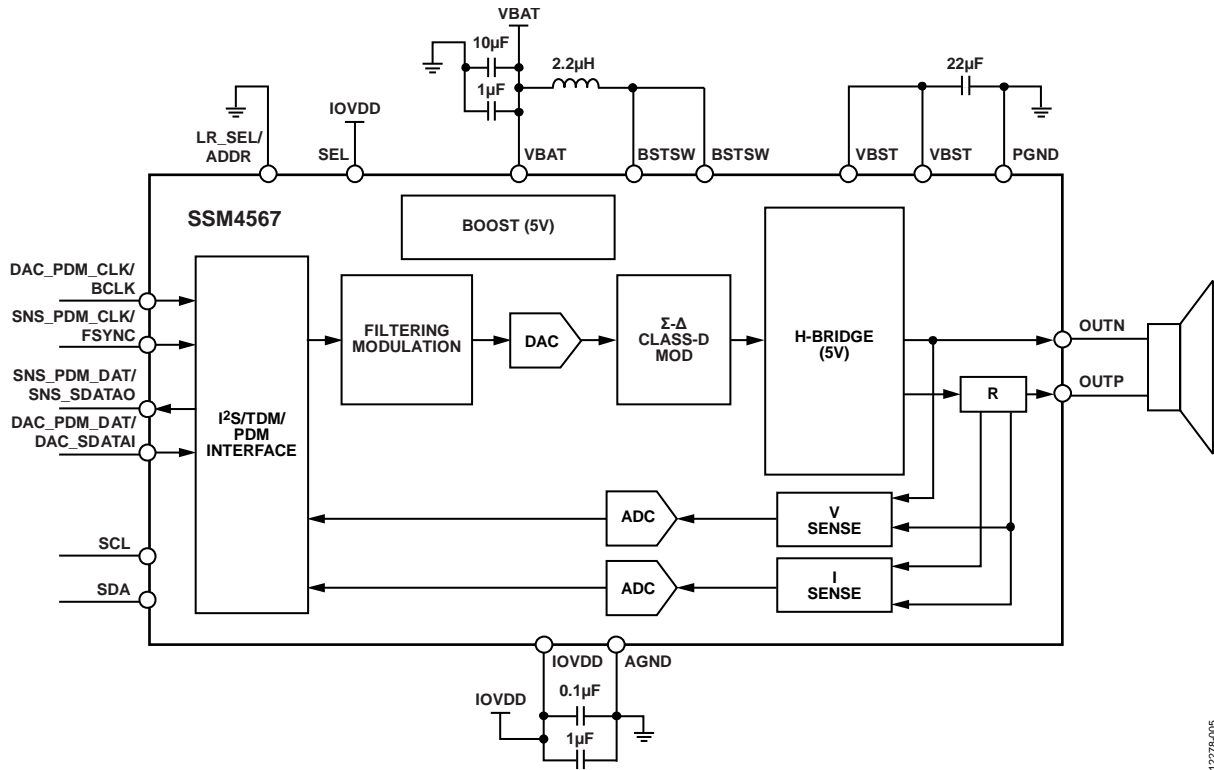 VBAT
10µF
1µF
2.2µH
22µF
IOVDD
LR_SEL/
ADDR
SEL
VBAT
BSTSW
BSTSW
VBST
VBST
PGND
SSM4567
BOOST (5V)
DAC_PDM_CLK/
BCLK
SNS_PDM_CLK/
FSYNC
SNS_PDM_DAT/
SNS_SDATAO
DAC_PDM_DAT/
DAC_SDATAI
SCL
SDA
I²S/TDM/
PDM
INTERFACE
FILTERING
MODULATION
DAC
Σ-Δ
CLASS-D
MOD
H-BRIDGE
(5V)
R
OUTN
OUTP
ADC
V
SENSE
ADC
I
SENSE
IOVDD
AGND
IOVDD
0.1µF
1µF
12278-005